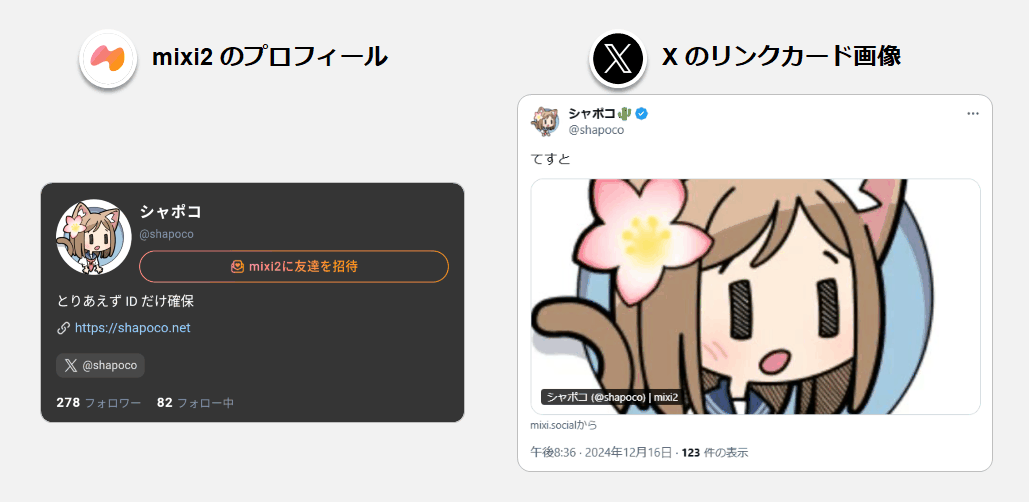 mixi2 のプロフィール
シャポコ
@shapoco
mixi2に友達を招待
とりあえず ID だけ確保
https://shapoco.net
@shapoco
278 フォロワー 82 フォロー中
X のリンクカード画像
シャポコ🌵
@shapoco
てすと
シャポコ (@shapoco) | mixi2
mixi.socialから
午後8:36 · 2024年12月16日 · 123 件の表示